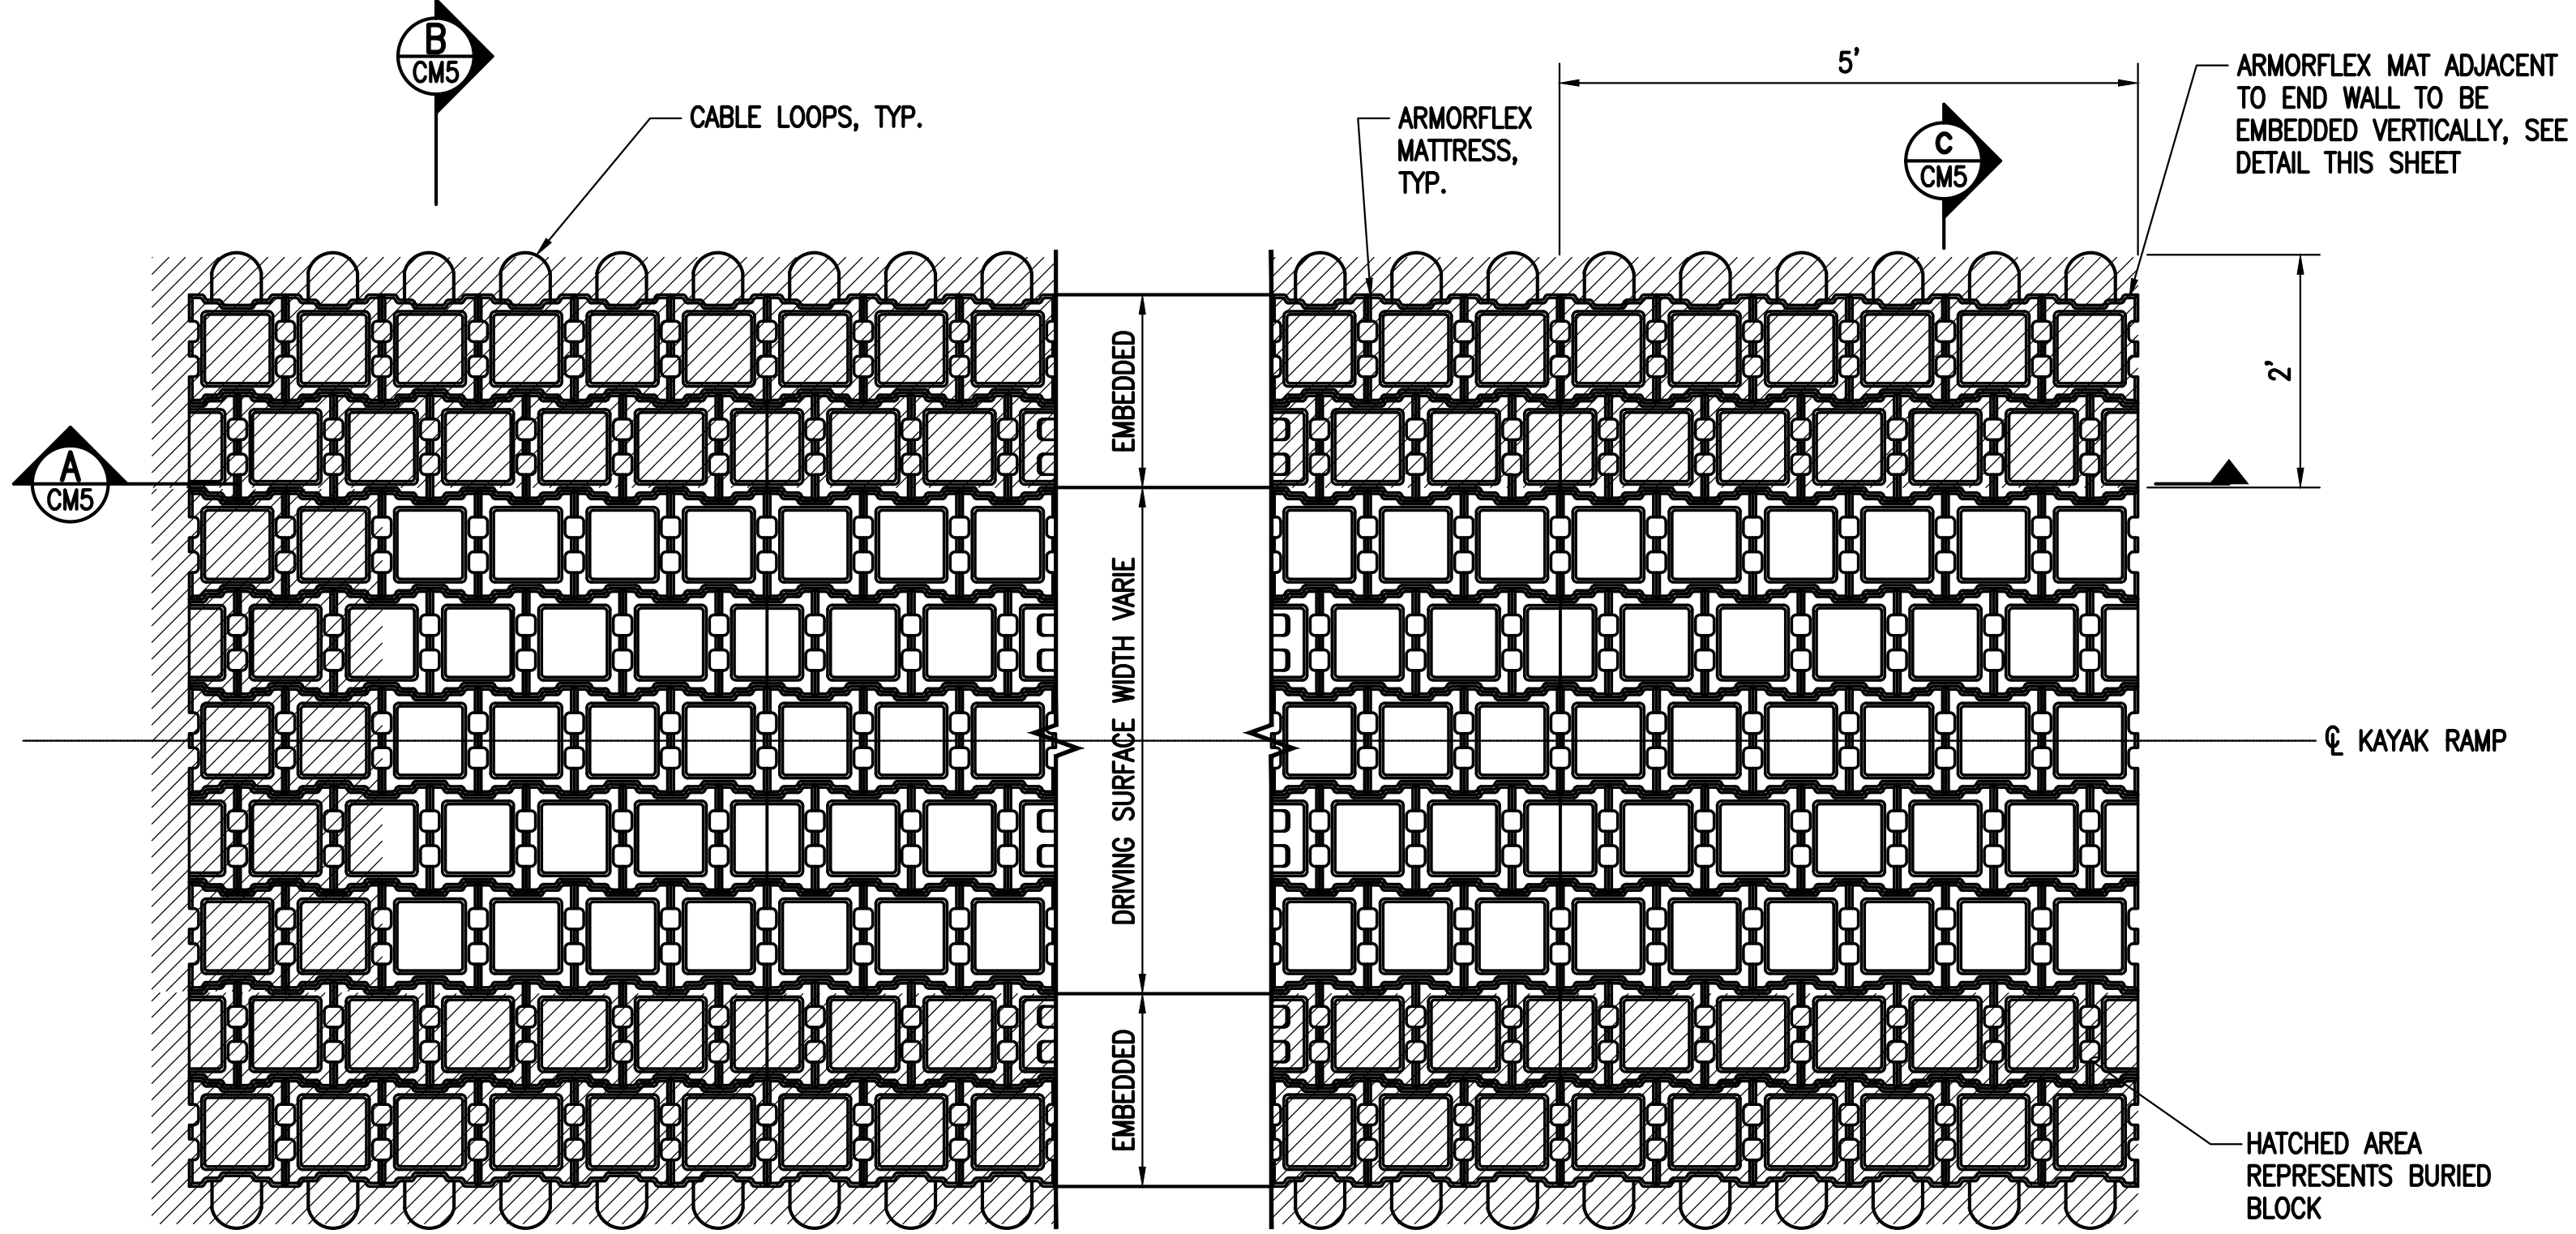 B
CM5
CABLE LOOPS, TYP.
ARMORFLEX
MATTRESS,
TYP.
5'
C
CM5
ARMORFLEX MAT ADJACENT
TO END WALL TO BE
EMBEDDED VERTICALLY, SEE
DETAIL THIS SHEET
EMBEDDED
2'
A
CM5
DRIVING SURFACE WIDTH VARIE
℄ KAYAK RAMP
EMBEDDED
HATCHED AREA
REPRESENTS BURIED
BLOCK